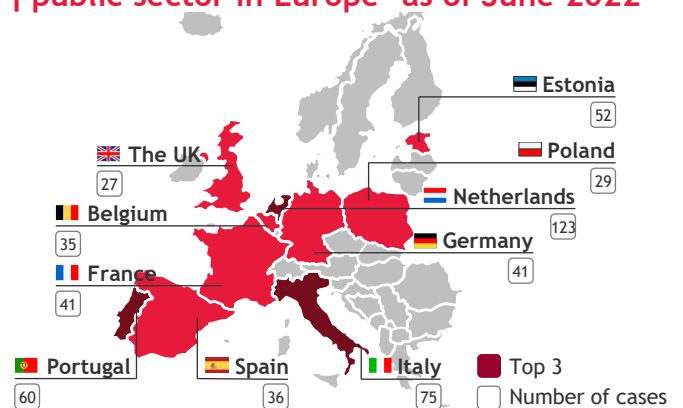 public sector in Europe as of June 2022
Estonia
52
The UK
27
Poland
29
Netherlands
123
Belgium
35
Germany
41
France
41
Portugal
60
Spain
36
Italy
75
Top 3
Number of cases